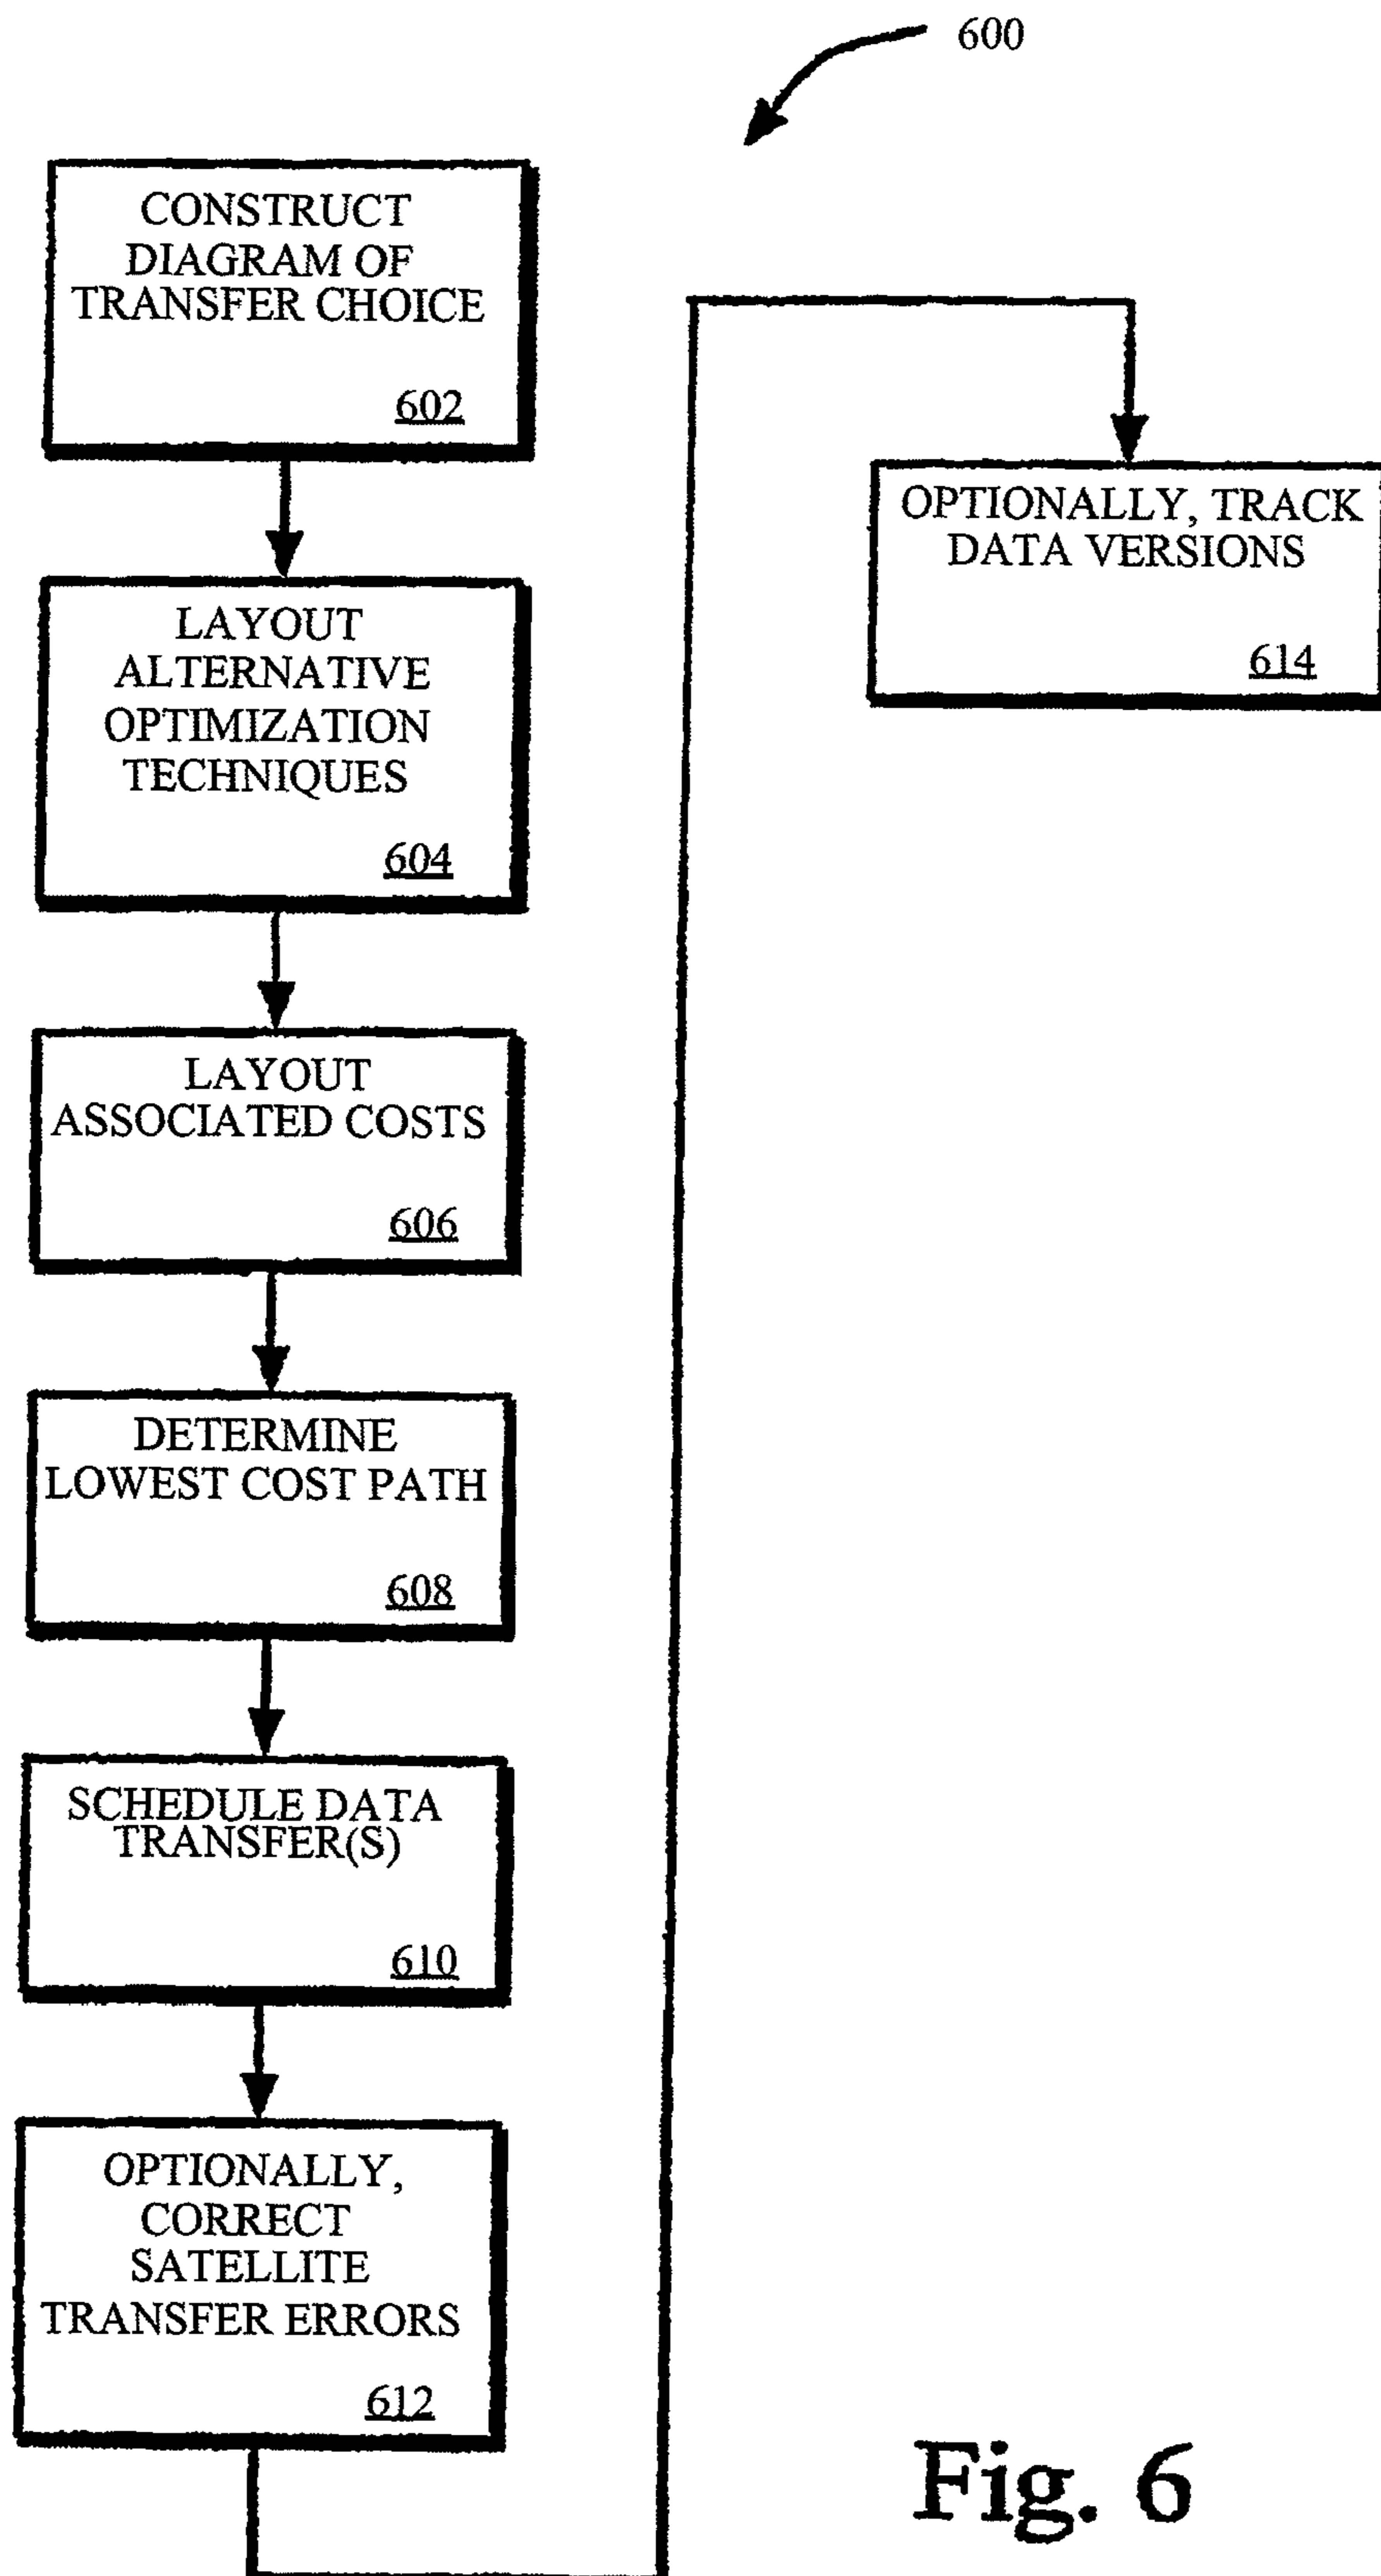 600
CONSTRUCT
DIAGRAM OF
TRANSFER CHOICE
602
LAYOUT
ALTERNATIVE
OPTIMIZATION
TECHNIQUES
604
LAYOUT
ASSOCIATED COSTS
606
DETERMINE
LOWEST COST PATH
608
SCHEDULE DATA
TRANSFER(S)
610
OPTIONALLY,
CORRECT
SATELLITE
TRANSFER ERRORS
612
OPTIONALLY, TRACK
DATA VERSIONS
614
Fig. 6